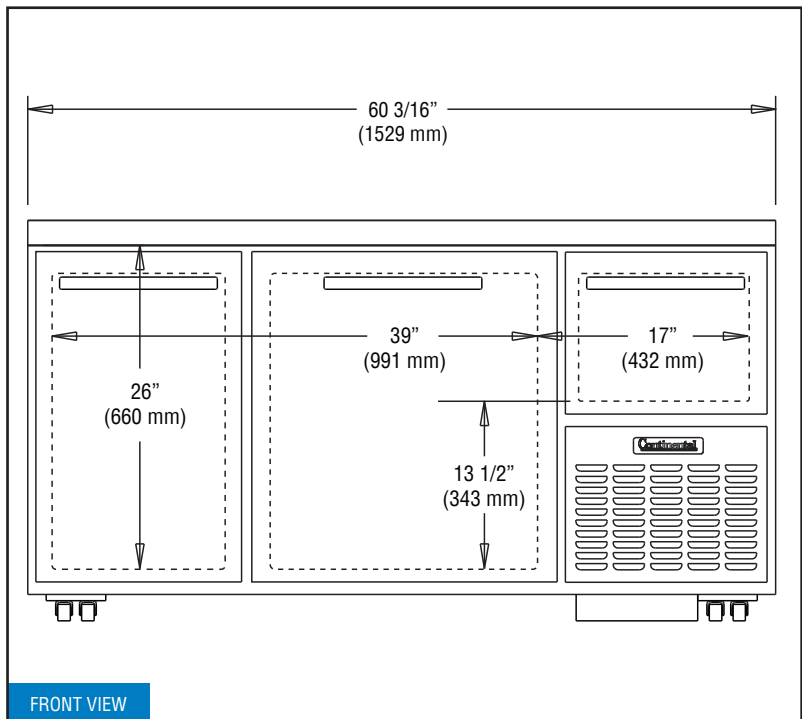 60 3/16”
(1529 mm)
39”
(991 mm)
17”
(432 mm)
26”
(660 mm)
13 1/2”
(343 mm)
Continental
FRONT VIEW